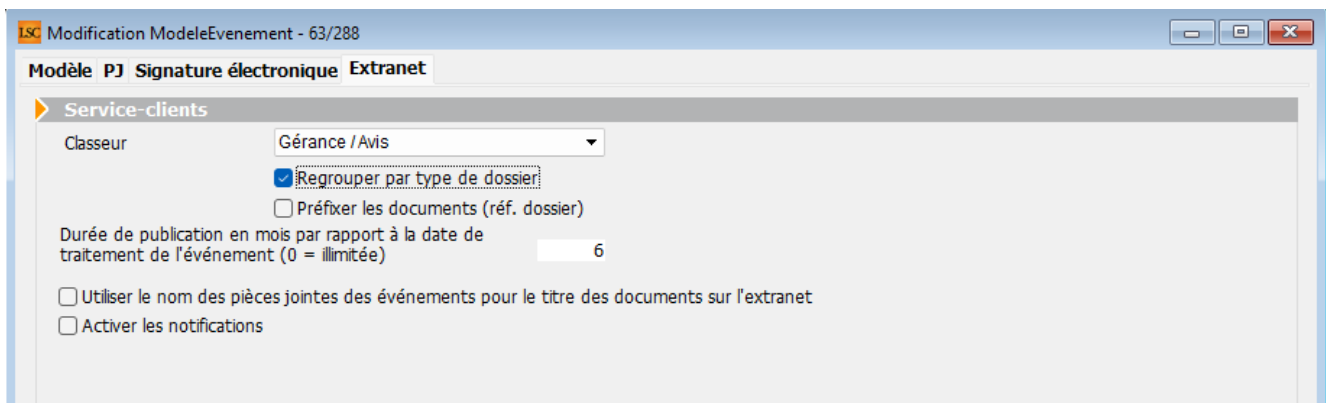 LSC Modification ModeleEvenement - 63/288
Modèle PJ Signature électronique Extranet
Service-clients
Classeur Gérance / Avis
Regrouper par type de dossier
Préfixer les documents (réf. dossier)
Durée de publication en mois par rapport à la date de
traitement de l'événement (0 = illimitée) 6
Utiliser le nom des pièces jointes des événements pour le titre des documents sur l'extranet
Activer les notifications